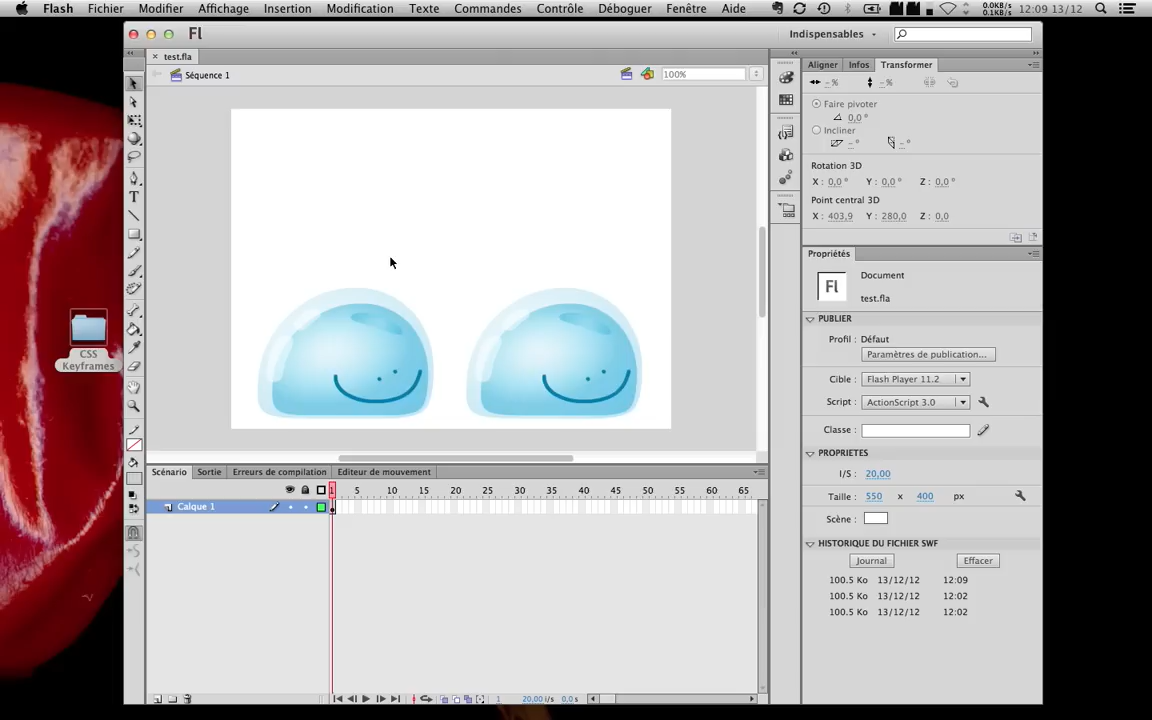 Flash Fichier Modifier Affichage Insertion Modification Texte Commandes Contrôle Déboguer Fenêtre Aide 0.0KB/s 0.1KB/s 12:09 13/12
Fl Indispensables
test.fla
Séquence 1 100%
Aligner Infos Transformer
- % - %
Faire pivoter
0,0 °
Incliner
- ° - °
Rotation 3D
X : 0,0 ° Y : 0,0 ° Z : 0,0 °
Point central 3D
X : 403,9 Y : 280,0 Z : 0,0
Propriétés
Fl Document
test.fla
PUBLIER
Profil : Défaut
Paramètres de publication...
Cible : Flash Player 11.2
Script : ActionScript 3.0
Classe :
PROPRIETES
I/S : 20,00
Taille : 550 x 400 px
Scène :
HISTORIQUE DU FICHIER SWF
Journal Effacer
100.5 Ko 13/12/12 12:09
100.5 Ko 13/12/12 12:02
100.5 Ko 13/12/12 12:02
CSS
Keyframes
Scénario Sortie Erreurs de compilation Editeur de mouvement
1 5 10 15 20 25 30 35 40 45 50 55 60 65
Calque 1
1 20,00 i/s 0,0 s